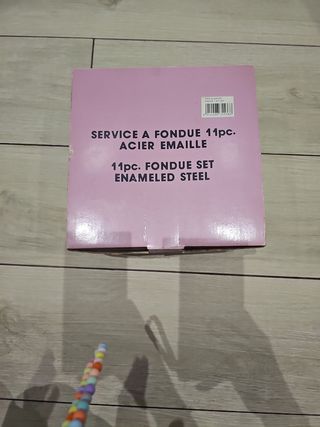 SERVICE A FONDUE 11pc.
ACIER EMAILLE
11pc. FONDUE SET
ENAMELED STEEL